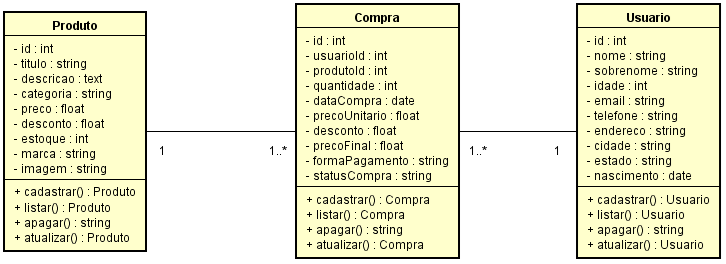 Produto
- id : int
- titulo : string
- descricao : text
- categoria : string
- preco : float
- desconto : float
- estoque : int
- marca : string
- imagem : string
+ cadastrar() : Produto
+ listar() : Produto
+ apagar() : string
+ atualizar() : Produto
1
1..*
Compra
- id : int
- usuarioId : int
- produtoId : int
- quantidade : int
- dataCompra : date
- precoUnitario : float
- desconto : float
- precoFinal : float
- formaPagamento : string
- statusCompra : string
+ cadastrar() : Compra
+ listar() : Compra
+ apagar() : string
+ atualizar() : Compra
1..*
1
Usuario
- id : int
- nome : string
- sobrenome : string
- idade : int
- email : string
- telefone : string
- endereco : string
- cidade : string
- estado : string
- nascimento : date
+ cadastrar() : Usuario
+ listar() : Usuario
+ apagar() : string
+ atualizar() : Usuario